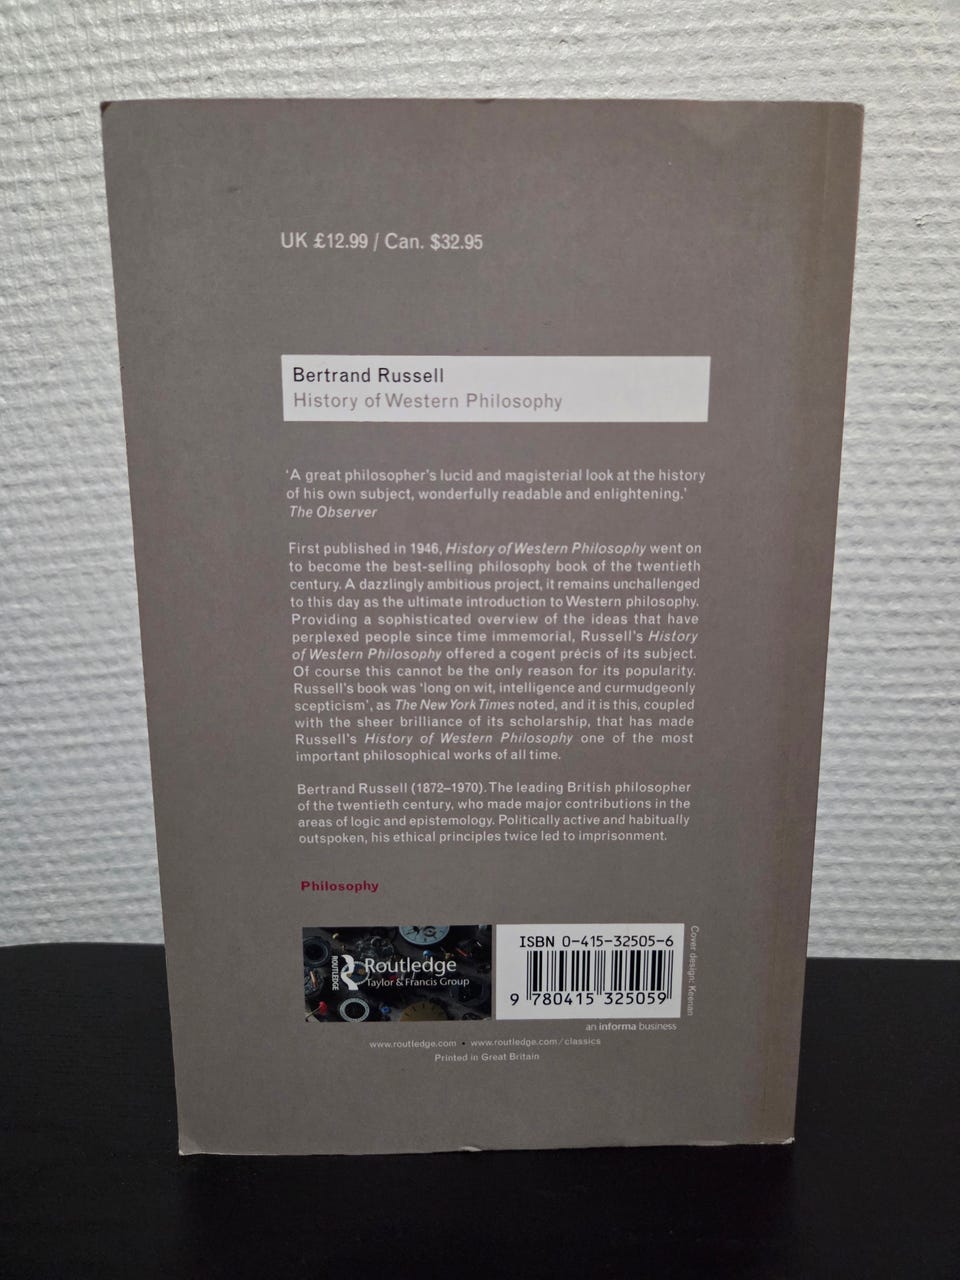 UK £12.99 / Can. $32.95
Bertrand Russell
History of Western Philosophy
‘A great philosopher’s lucid and magisterial look at the history
of his own subject, wonderfully readable and enlightening.’
The Observer
First published in 1946, History of Western Philosophy went on
to become the best-selling philosophy book of the twentieth
century. A dazzlingly ambitious project, it remains unchallenged
to this day as the ultimate introduction to Western philosophy.
Providing a sophisticated overview of the ideas that have
perplexed people since time immemorial, Russell’s History
of Western Philosophy offered a cogent précis of its subject.
Of course this cannot be the only reason for its popularity.
Russell’s book was ‘long on wit, intelligence and curmudgeonly
scepticism’, as The New York Times noted, and it is this, coupled
with the sheer brilliance of its scholarship, that has made
Russell’s History of Western Philosophy one of the most
important philosophical works of all time.
Bertrand Russell (1872–1970). The leading British philosopher
of the twentieth century, who made major contributions in the
areas of logic and epistemology. Politically active and habitually
outspoken, his ethical principles twice led to imprisonment.
Philosophy
ROUTLEDGE
Routledge
Taylor & Francis Group
ISBN 0-415-32505-6
9 780415 325059
Cover design: Keenan
an informa business
www.routledge.com • www.routledge.com/classics
Printed in Great Britain